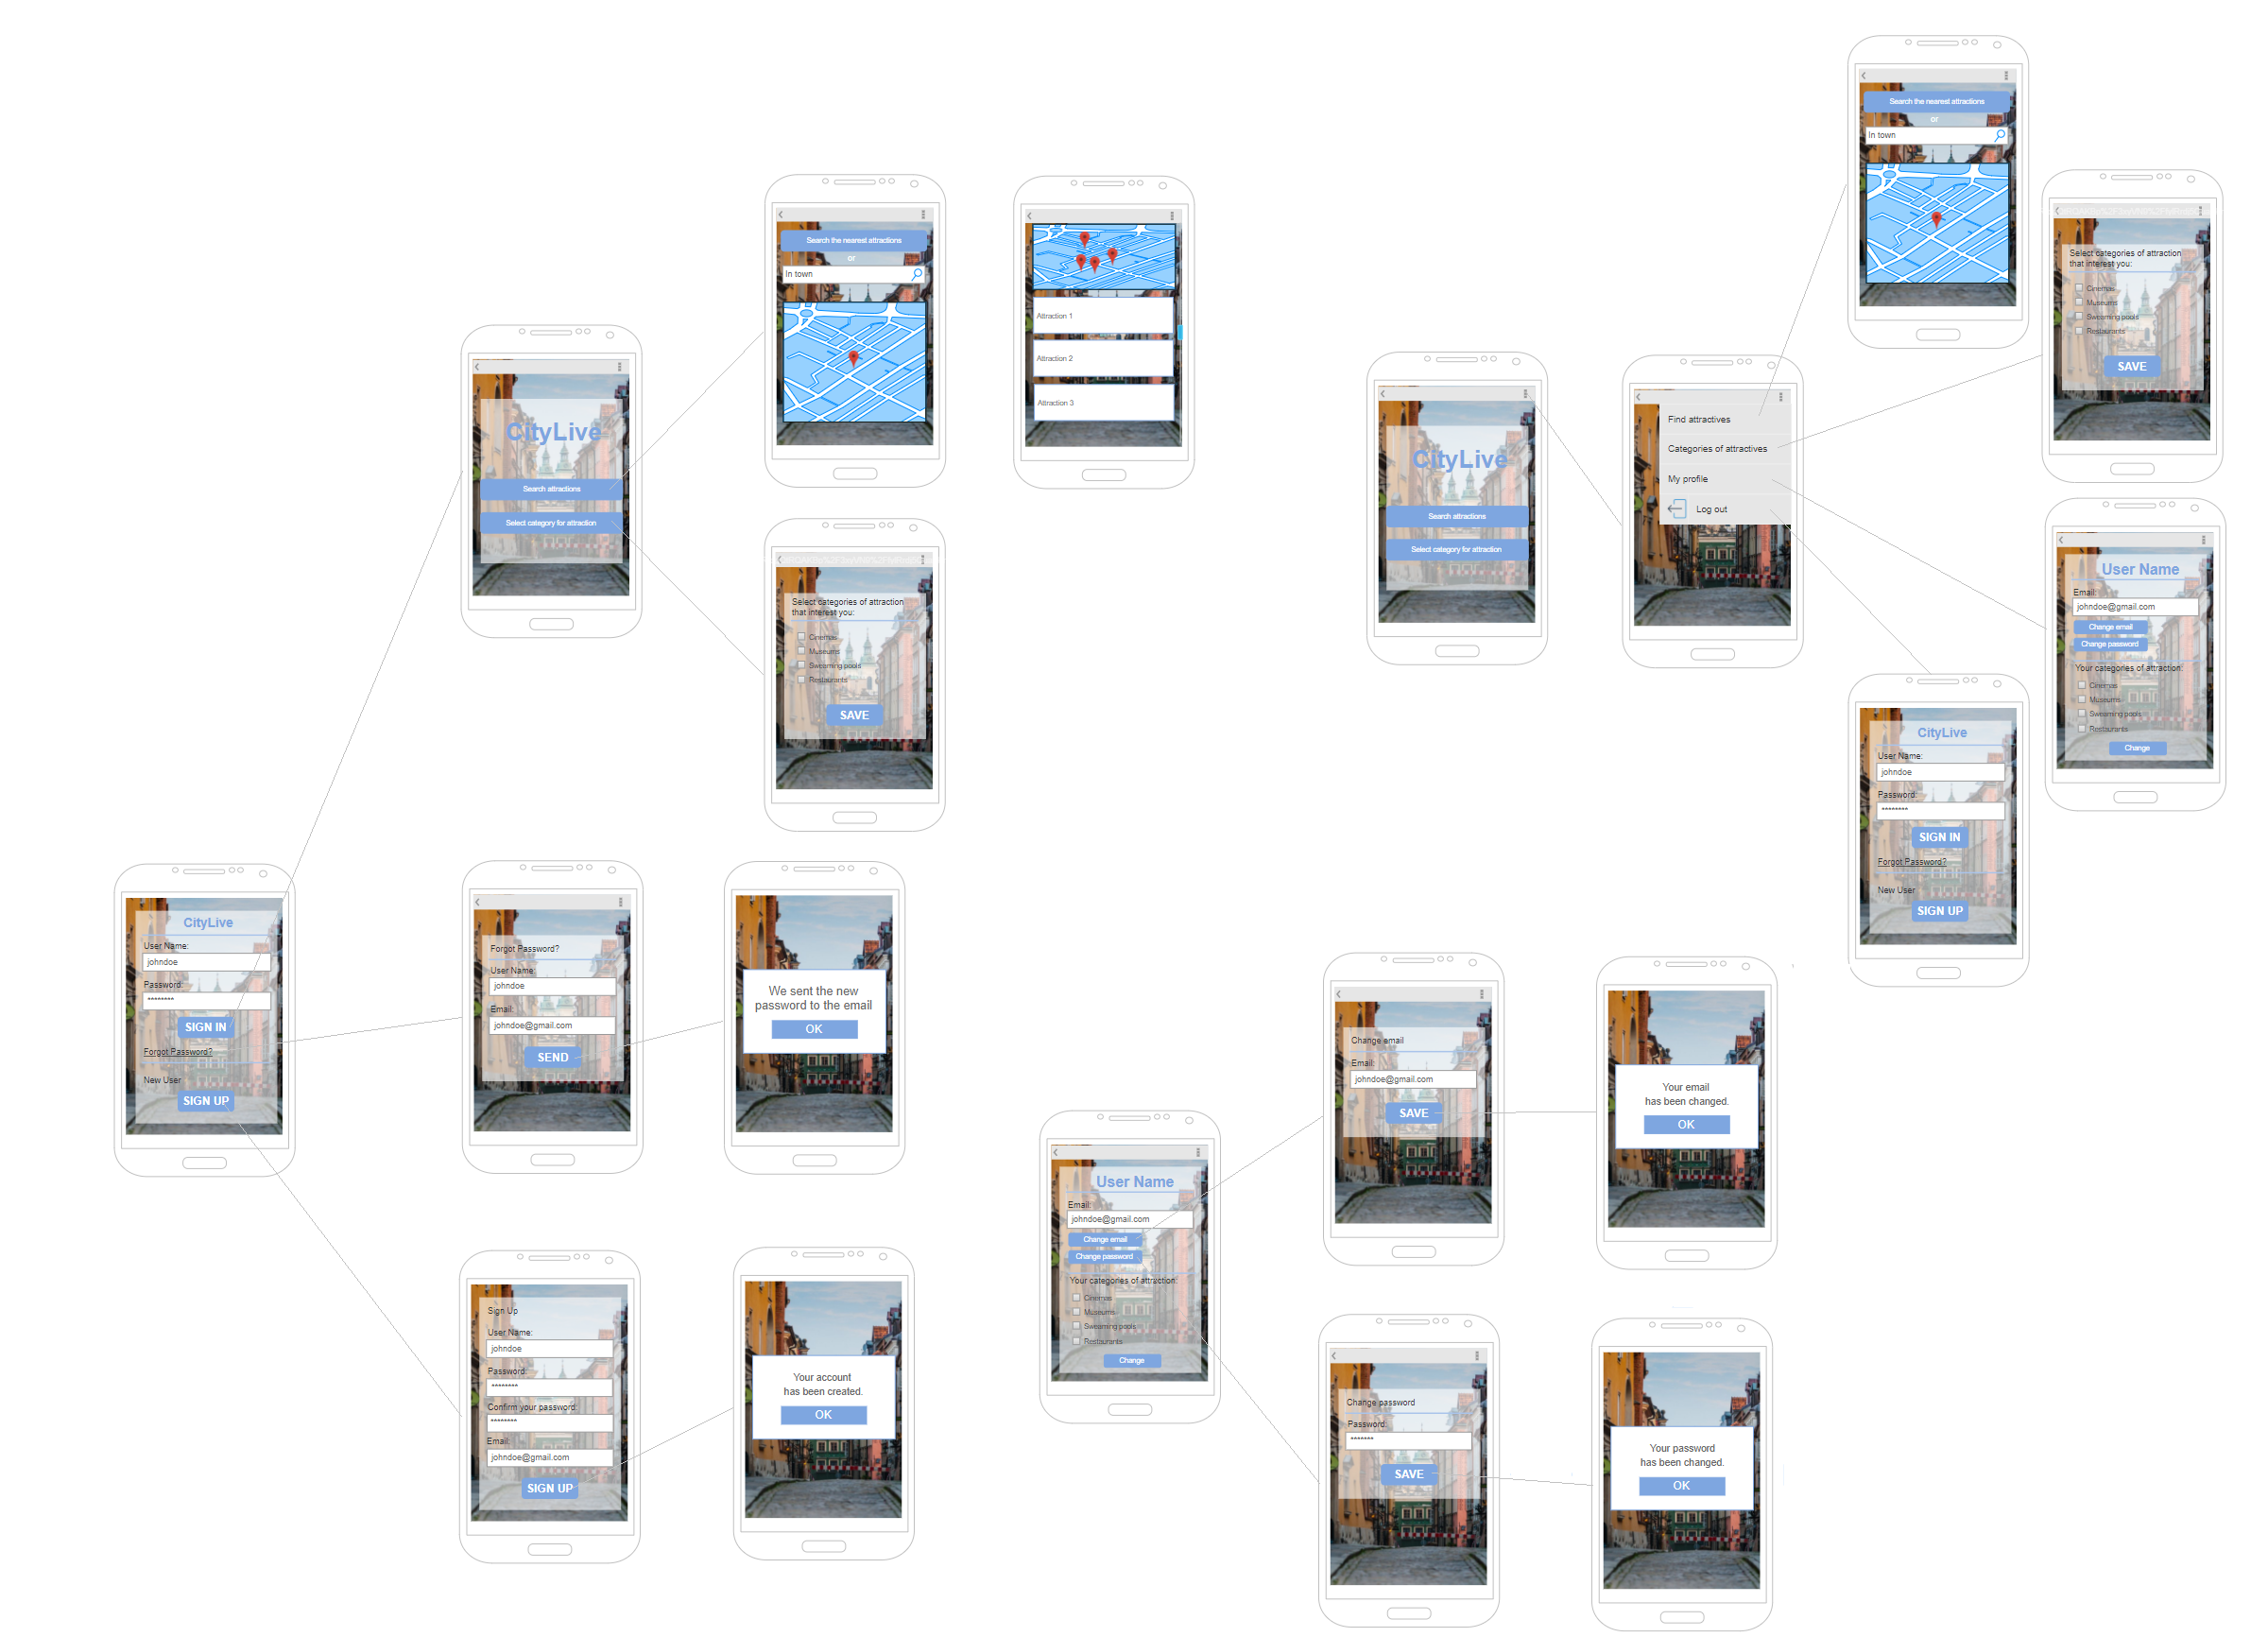 Search the nearest attractions
or
In town
Attraction 1
Attraction 2
Attraction 3
CityLive
Search attractions
Select category for attraction
Select categories of attraction
that interest you:
Cinemas
Museums
Sweaming pools
Restaurants
SAVE
CityLive
User Name:
johndoe
Password:
********
SIGN IN
Forgot Password?
New User
SIGN UP
Forgot Password?
User Name:
johndoe
Email:
johndoe@gmail.com
SEND
We sent the new
password to the email
OK
Sign Up
User Name:
johndoe
Password:
********
Confirm your password:
********
Email:
johndoe@gmail.com
SIGN UP
Your account
has been created.
OK
CityLive
Search attractions
Select category for attraction
Find attractives
Categories of attractives
My profile
Log out
Search the nearest attractions
or
In town
Select categories of attraction
that interest you:
Cinemas
Museums
Sweaming pools
Restaurants
SAVE
User Name
Email:
johndoe@gmail.com
Change email
Change password
Your categories of attraction:
Cinemas
Museums
Sweaming pools
Restaurants
Change
CityLive
User Name:
johndoe
Password:
********
SIGN IN
Forgot Password?
New User
SIGN UP
User Name
Email:
johndoe@gmail.com
Change email
Change password
Your categories of attraction:
Cinemas
Museums
Sweaming pools
Restaurants
Change
Change email
Email:
johndoe@gmail.com
SAVE
Your email
has been changed.
OK
Change password
Password:
*******
SAVE
Your password
has been changed.
OK